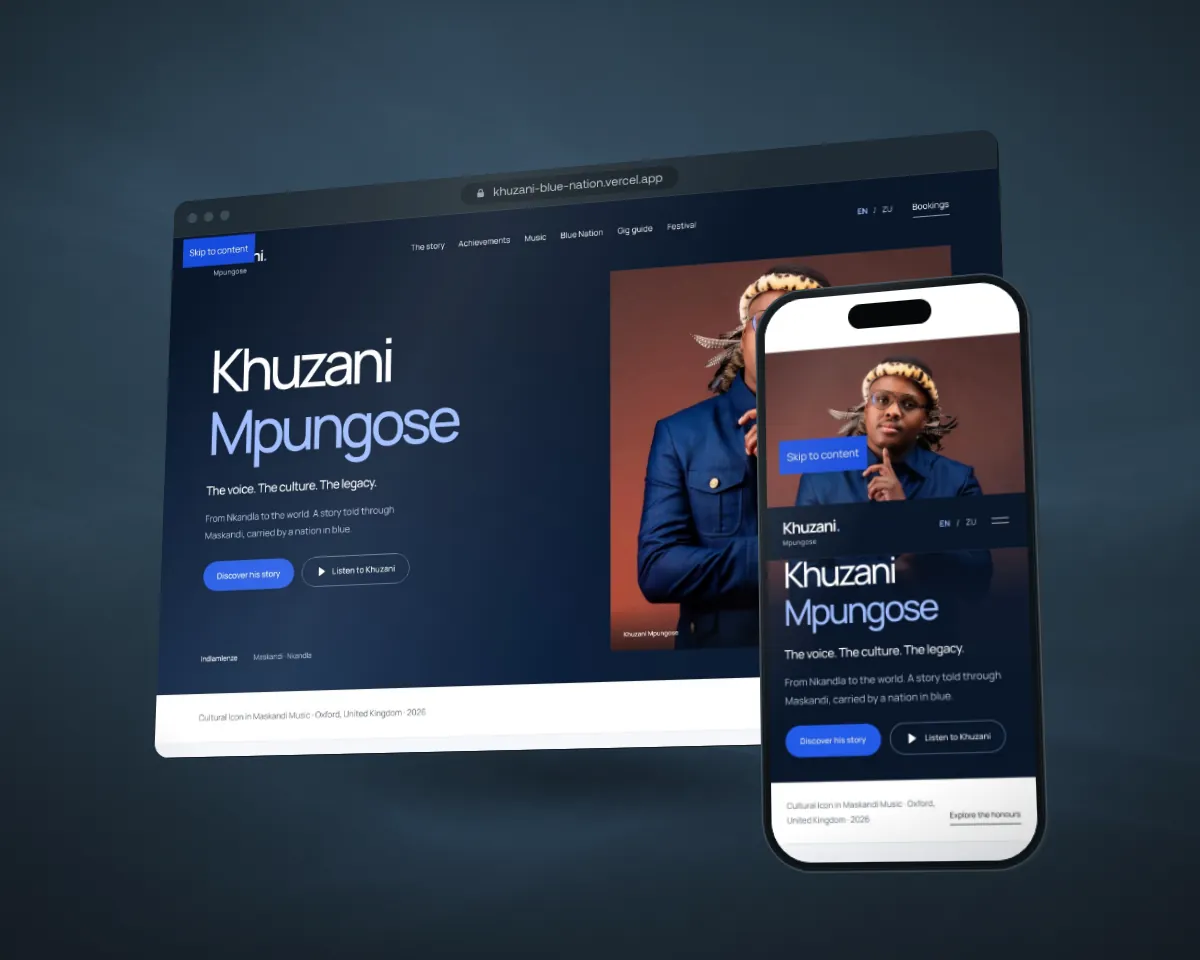 khuzani-blue-nation.vercel.app
Skip to content
ni.
Mpungose
The story
Achievements
Music
Blue Nation
Gig guide
Festival
EN / ZU
Bookings
Khuzani
Mpungose
The voice. The culture. The legacy.
From Nkandla to the world. A story told through
Maskandi, carried by a nation in blue.
Discover his story
Listen to Khuzani
Khuzani Mpungose
Indlamlenze
Maskandi · Nkandla
Cultural Icon in Maskandi Music · Oxford, United Kingdom · 2026
Skip to content
Khuzani.
Mpungose
EN / ZU
Khuzani
Mpungose
The voice. The culture. The legacy.
From Nkandla to the world. A story told through
Maskandi, carried by a nation in blue.
Discover his story
Listen to Khuzani
Cultural Icon in Maskandi Music · Oxford,
United Kingdom · 2026
Explore the honours